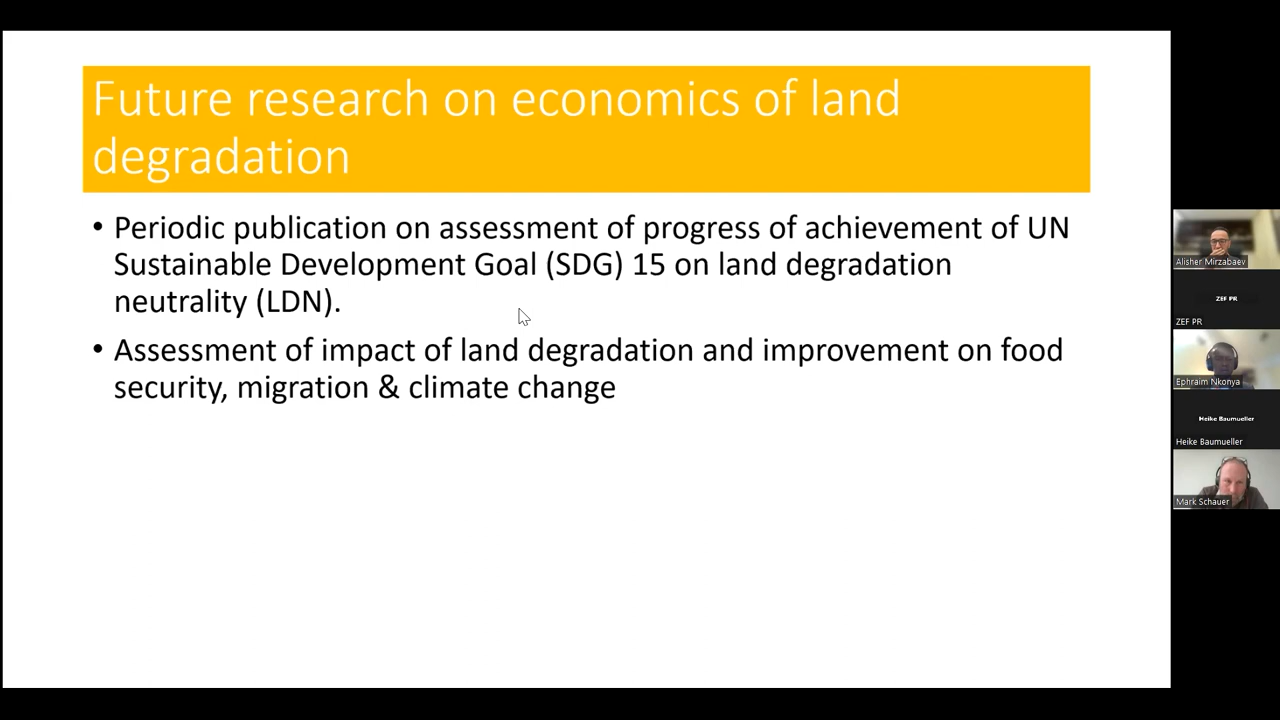 Future research on economics of land
degradation
• Periodic publication on assessment of progress of achievement of UN
Sustainable Development Goal (SDG) 15 on land degradation
neutrality (LDN).
• Assessment of impact of land degradation and improvement on food
security, migration & climate change
Alisher Mirzabaev
ZEF PR
ZEF PR
Ephraim Nkonya
Heike Baumueller
Heike Baumueller
Mark Schauer